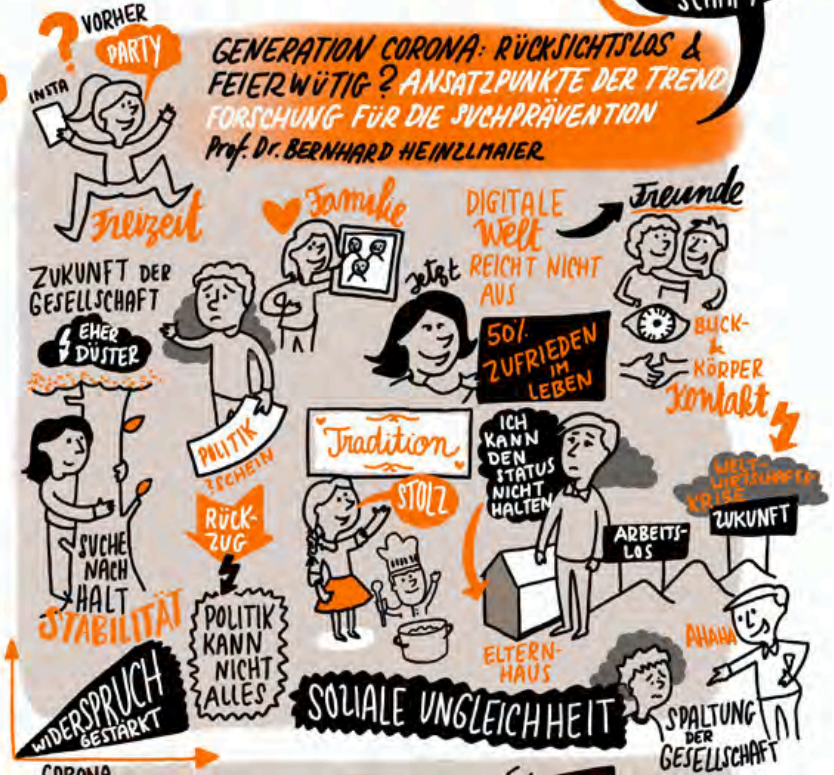 ?
VORHER
PARTY
INSTA
GENERATION CORONA: RÜCKSICHTSLOS &
FEIERWÜTIG? ANSATZPUNKTE DER TREND
FORSCHUNG FÜR DIE SUCHPRÄVENTION
Prof. Dr. BERNHARD HEINZLMAIER
Freizeit
Familie
DIGITALE
Welt
REICHT NICHT
AUS
Freunde
ZUKUNFT DER
GESELLSCHAFT
EHER
DÜSTER
Jetzt
50%
ZUFRIEDEN
IM
LEBEN
BLICK-
&
KÖRPER
Kontakt
POLITIK
?SCHEIN
RÜCK-
ZUG
POLITIK
KANN
NICHT
ALLES
Tradition
STOLZ
ICH
KANN
DEN
STATUS
NICHT
HALTEN
WELT-
WIRTSCHAFTS-
KRISE
ZUKUNFT
ARBEITS-
LOS
SUCHE
NACH
HALT
STABILITÄT
ELTERN-
HAUS
AHAHA
WIDERSPRUCH
GESTÄRKT
SOZIALE UNGLEICHHEIT
SPALTUNG
DER
GESELLSCHAFT
CORONA